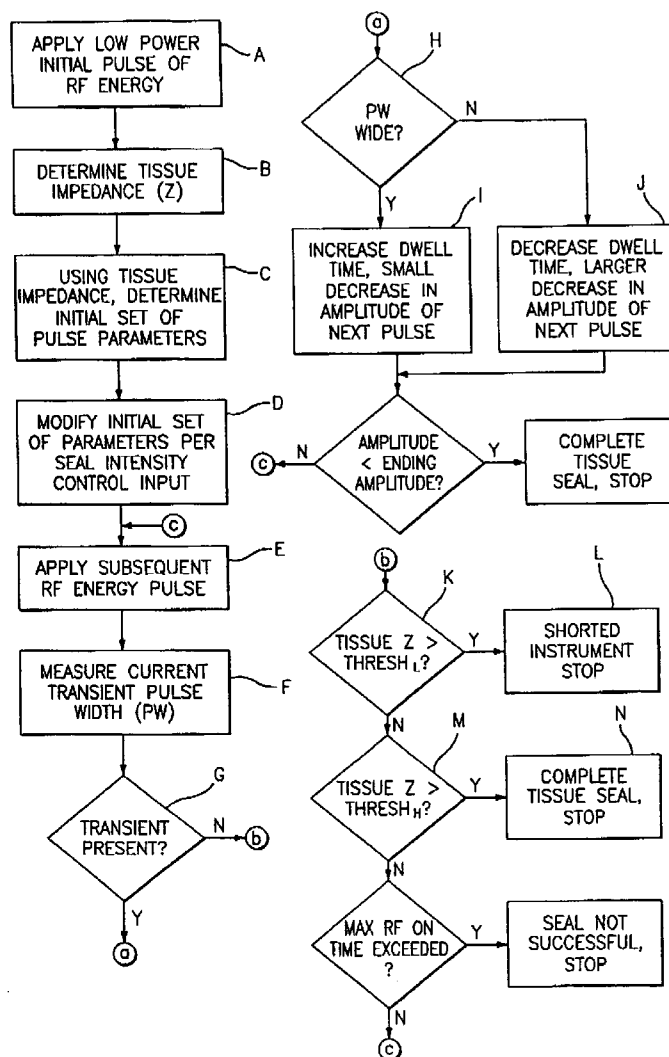 APPLY LOW POWER
INITIAL PULSE OF
RF ENERGY
A
DETERMINE TISSUE
IMPEDANCE (Z)
B
USING TISSUE
IMPEDANCE, DETERMINE
INITIAL SET OF
PULSE PARAMETERS
C
MODIFY INITIAL SET
OF PARAMETERS PER
SEAL INTENSITY
CONTROL INPUT
D
c
APPLY SUBSEQUENT
RF ENERGY PULSE
E
MEASURE CURRENT
TRANSIENT PULSE
WIDTH (PW)
F
TRANSIENT
PRESENT?
G
N
b
Y
a
a
H
PW
WIDE?
N
Y
I
INCREASE DWELL
TIME, SMALL
DECREASE IN
AMPLITUDE OF
NEXT PULSE
J
DECREASE DWELL
TIME, LARGER
DECREASE IN
AMPLITUDE OF
NEXT PULSE
AMPLITUDE
< ENDING
AMPLITUDE?
N
c
Y
COMPLETE
TISSUE
SEAL, STOP
b
K
TISSUE Z >
THRESH L?
Y
L
SHORTED
INSTRUMENT
STOP
N
M
TISSUE Z >
THRESH H?
Y
N
COMPLETE
TISSUE SEAL,
STOP
N
MAX RF ON
TIME EXCEEDED
?
Y
SEAL NOT
SUCCESSFUL,
STOP
N
c